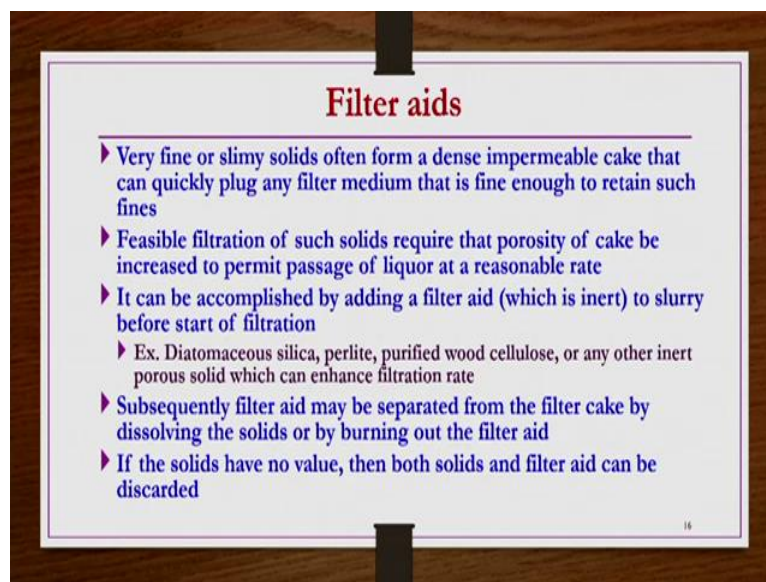 Filter aids
Very fine or slimy solids often form a dense impermeable cake that
can quickly plug any filter medium that is fine enough to retain such
fines
Feasible filtration of such solids require that porosity of cake be
increased to permit passage of liquor at a reasonable rate
It can be accomplished by adding a filter aid (which is inert) to slurry
before start of filtration
Ex. Diatomaceous silica, perlite, purified wood cellulose, or any other inert
porous solid which can enhance filtration rate
Subsequently filter aid may be separated from the filter cake by
dissolving the solids or by burning out the filter aid
If the solids have no value, then both solids and filter aid can be
discarded
16